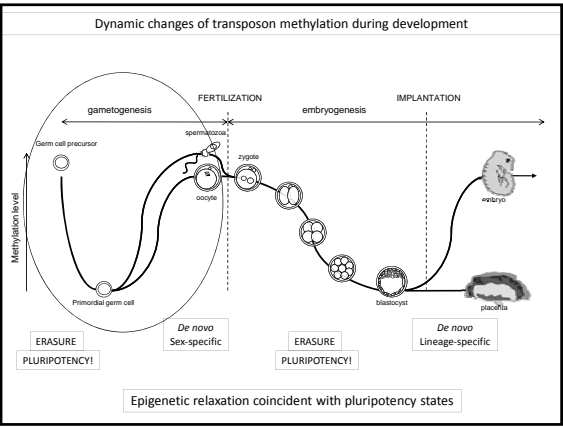 Dynamic changes of transposon methylation during development
FERTILIZATION
IMPLANTATION
gametogenesis
embryogenesis
spermatozoa
Germ cell precursor
zygote
Methylation level
oocyte
embryo
Primordial germ cell
blastocyst
placenta
De novo
Sex-specific
De novo
Lineage-specific
ERASURE
PLURIPOTENCY!
ERASURE
PLURIPOTENCY!
Epigenetic relaxation coincident with pluripotency states